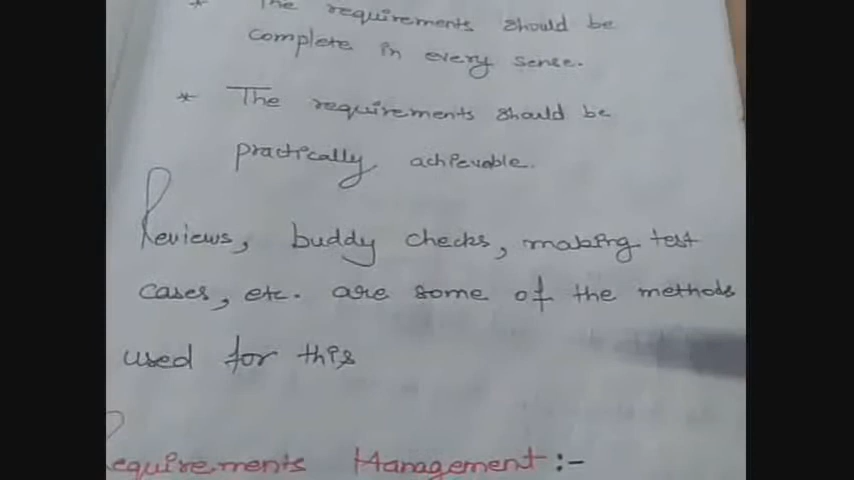 * The requirements should be
complete in every sense.
* The requirements should be
practically achievable.
Reviews, buddy checks, making test
cases, etc. are some of the methods
used for this
Requirements Management :-